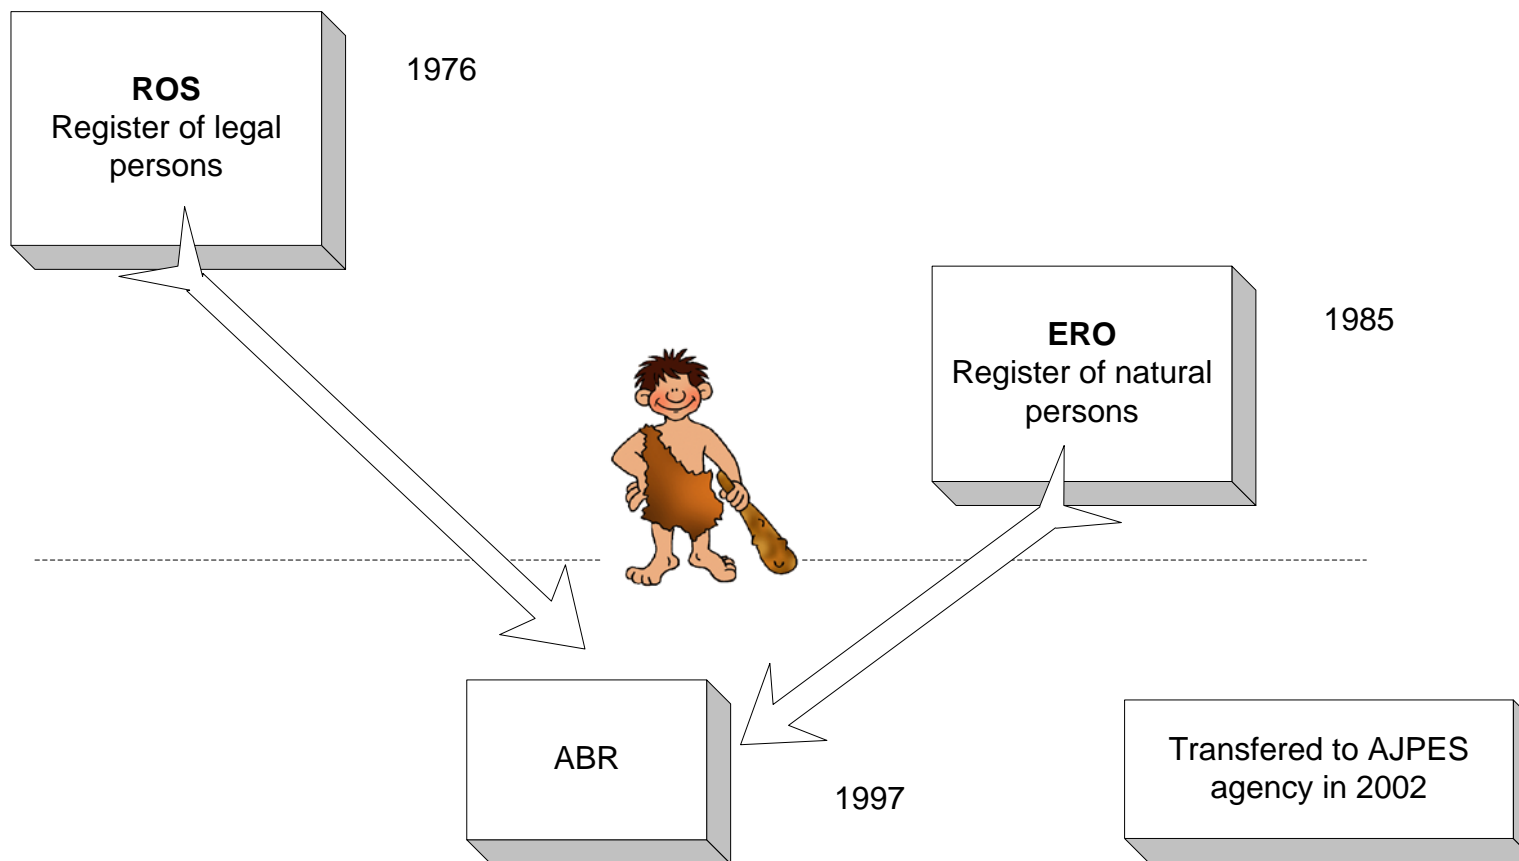 ROS
Register of legal
persons
1976
ERO
Register of natural
persons
1985
ABR
1997
Transfered to AJPES
agency in 2002